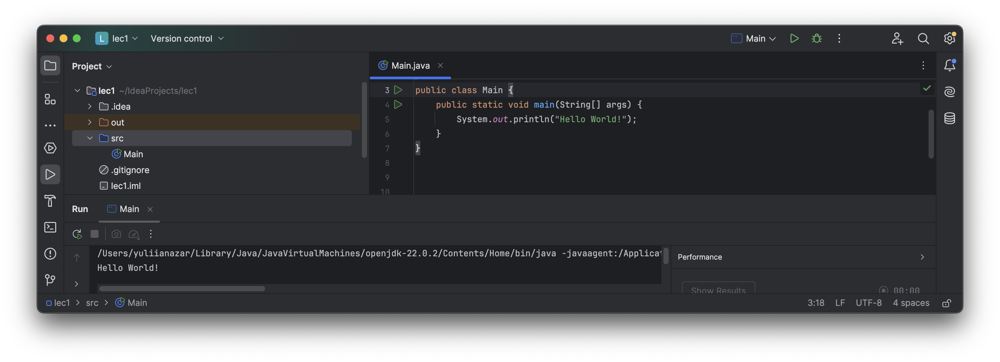 L lec1 Version control Main
Project
Main.java
lec1 ~/IdeaProjects/lec1
.idea
out
src
Main
.gitignore
lec1.iml
3 public class Main {
4 public static void main(String[] args) {
5 System.out.println("Hello World!");
6 }
7 }
8
9
10
Run Main
/Users/yuliianazar/Library/Java/JavaVirtualMachines/openjdk-22.0.2/Contents/Home/bin/java -javaagent:/Applicat
Hello World!
Performance
Show Results 00:00
lec1 > src > Main 3:18 LF UTF-8 4 spaces